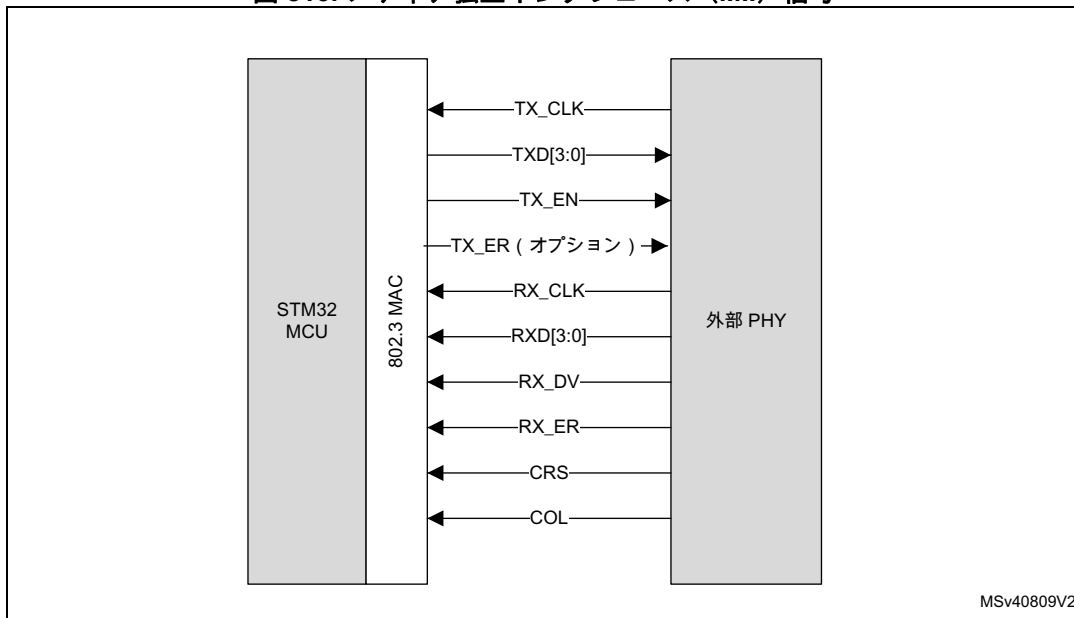 TX_CLK
TXD[3:0]
TX_EN
TX_ER ( オプション )
RX_CLK
RXD[3:0]
RX_DV
RX_ER
CRS
COL
STM32
MCU
802.3 MAC
外部 PHY
MSv40809V2